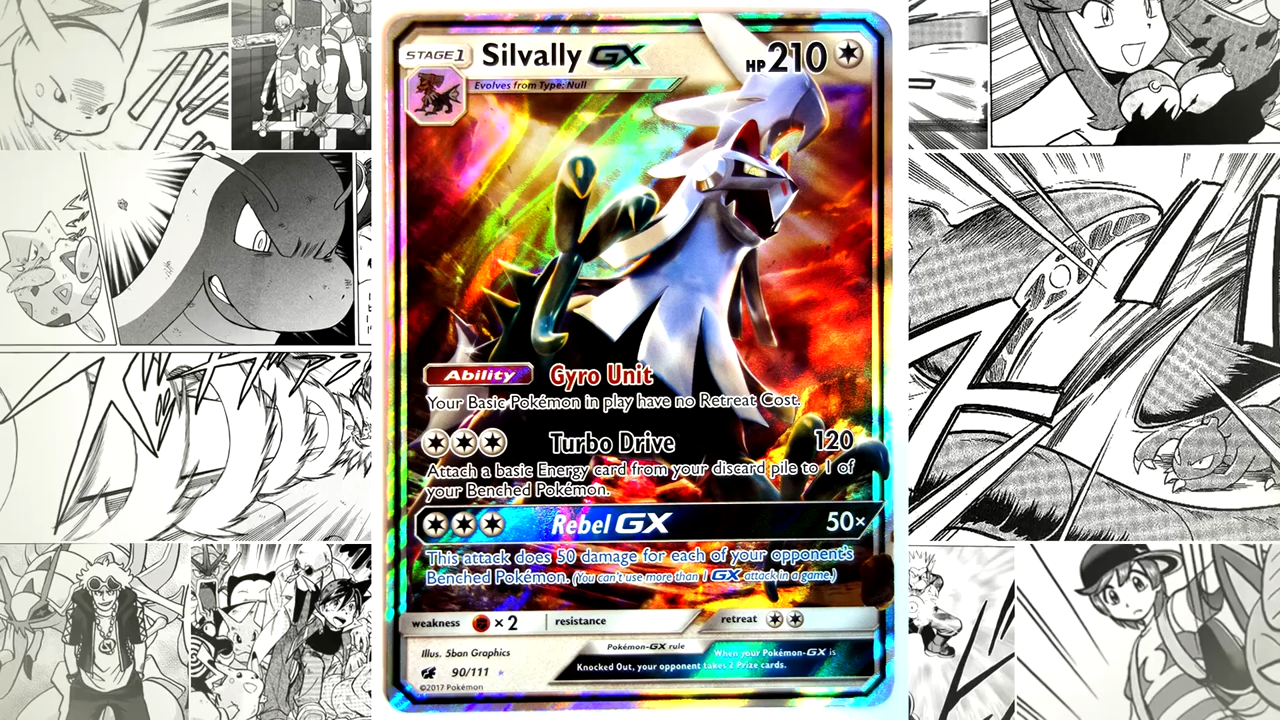 STAGE 1
Silvally GX
HP 210
Evolves from Type: Null
Ability Gyro Unit
Your Basic Pokémon in play have no Retreat Cost.
Turbo Drive 120
Attach a basic Energy card from your discard pile to 1 of
your Benched Pokémon.
Rebel GX 50×
This attack does 50 damage for each of your opponent's
Benched Pokémon. (You can't use more than 1 GX attack in a game.)
weakness × 2 resistance retreat
Illus. 5ban Graphics
Pokémon-GX rule
When your Pokémon-GX is
Knocked Out, your opponent takes 2 Prize cards.
90/111
©2017 Pokémon